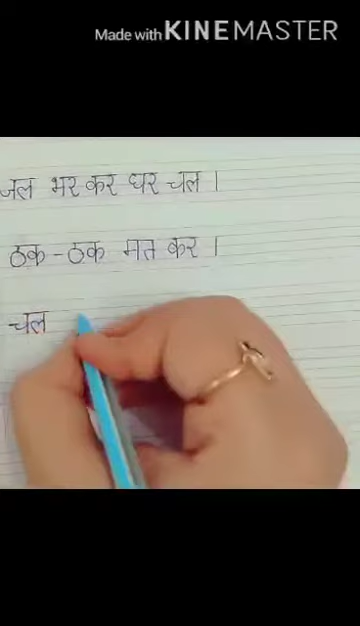 Made with KINEMASTER
जल भर कर घर चल ।
ठक - ठक मत कर ।
चल